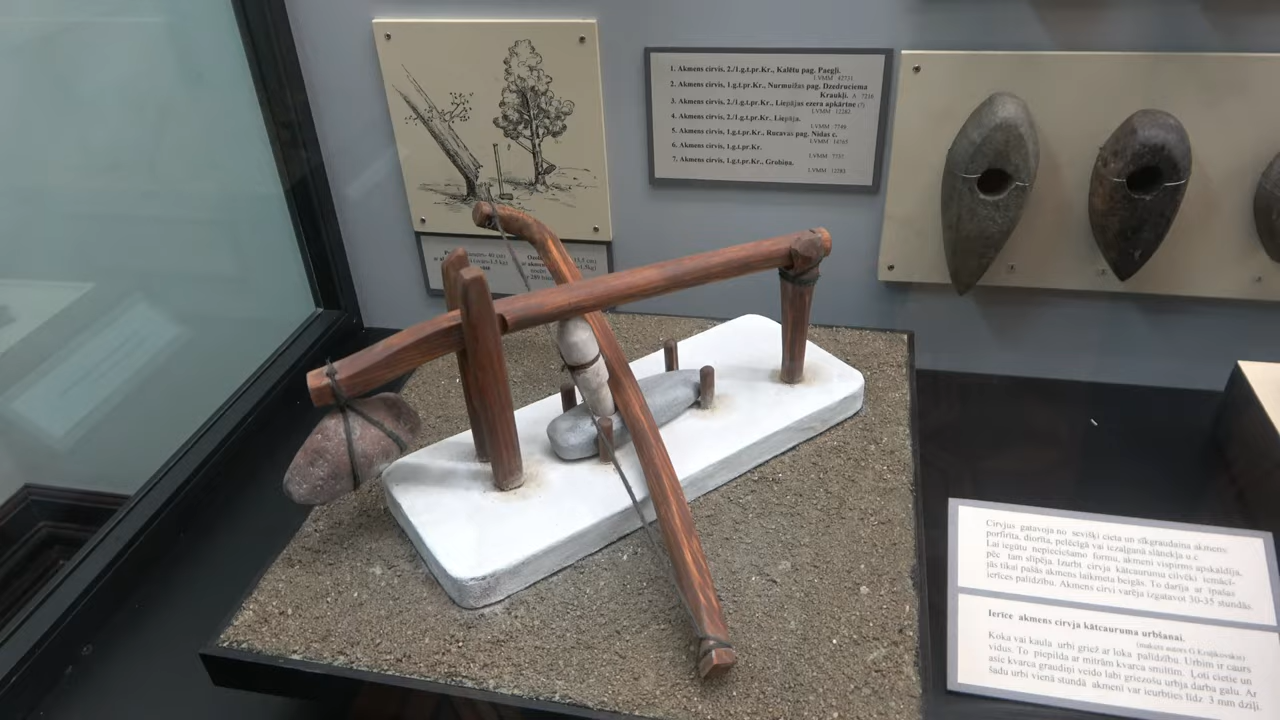 1. Akmens cirvis, 2./1.g.t.pr.Kr., Kalētu pag. Paegļi.
LVMM 42731
2. Akmens cirvis, 1.g.t.pr.Kr., Nurmuižas pag. Dzedruciema
Kraukļi. A 7216
3. Akmens cirvis, 2./1.g.t.pr.Kr., Liepājas ezera apkārtne (?)
LVMM 12282
4. Akmens cirvis, 2./1.g.t.pr.Kr., Liepāja.
LVMM 7749
5. Akmens cirvis, 1.g.t.pr.Kr., Rucavas pag. Nidas c.
LVMM
6. Akmens cirvis, 1.g.t.pr.Kr.
LVMM
7. Akmens cirvis, 1.g.t.pr.Kr., Grobiņa.
LVMM 12283
Cirvjus gatavoja no sevišķi cieta un sīkgraudaina akmens:
porfirīta, diorīta, pelēcīgā vai iezaļganā slānekļa u.c.
Lai iegūtu nepieciešamo formu, akmeni vispirms apskaldīja,
pēc tam slīpēja. Izurbt cirvja kātcaurumu cilvēki iemācī-
jās tikai pašās akmens laikmeta beigās. To darīja ar īpašas
ierīces palīdzību. Akmens cirvi varēja izgatavot 30-35 stundās.
Ierīce akmens cirvja kātcauruma urbšanai.
(makets autors
Koka vai kaula urbi griež ar loka palīdzību. Urbim ir caurs
vidus. To piepilda ar mitrām kvarca smiltīm. Ļoti cietie un
asie kvarca graudiņi veido labi griezošu urbja darba galu. Ar
šādu urbi vienā stundā akmenī var ieurbties līdz 3 mm dziļi.